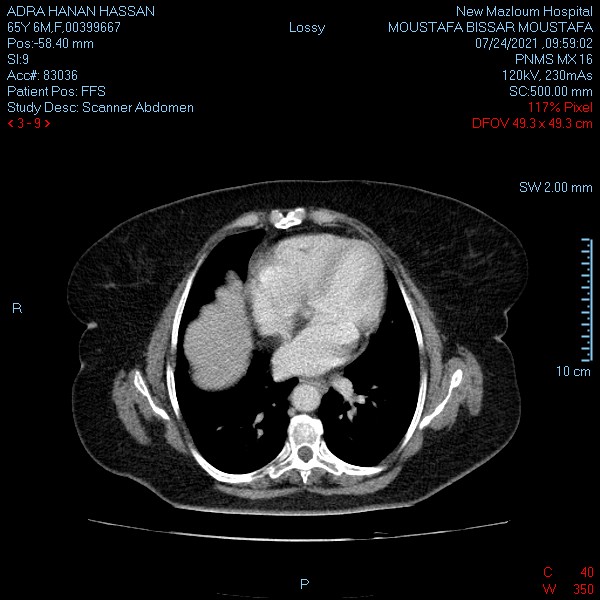 ADRA HANAN HASSAN
65Y 6M,F,00399667
Pos:-58.40 mm
SI:9
Acc#: 83036
Patient Pos: FFS
Study Desc: Scanner Abdomen
< 3 - 9 >
Lossy
New Mazloum Hospital
MOUSTAFA BISSAR MOUSTAFA
07/24/2021 ,09:59:02
PNMS MX 16
120kV, 230mAs
SC:500.00 mm
117% Pixel
DFOV 49.3 x 49.3 cm
SW 2.00 mm
R
10 cm
P
C 40
W 350